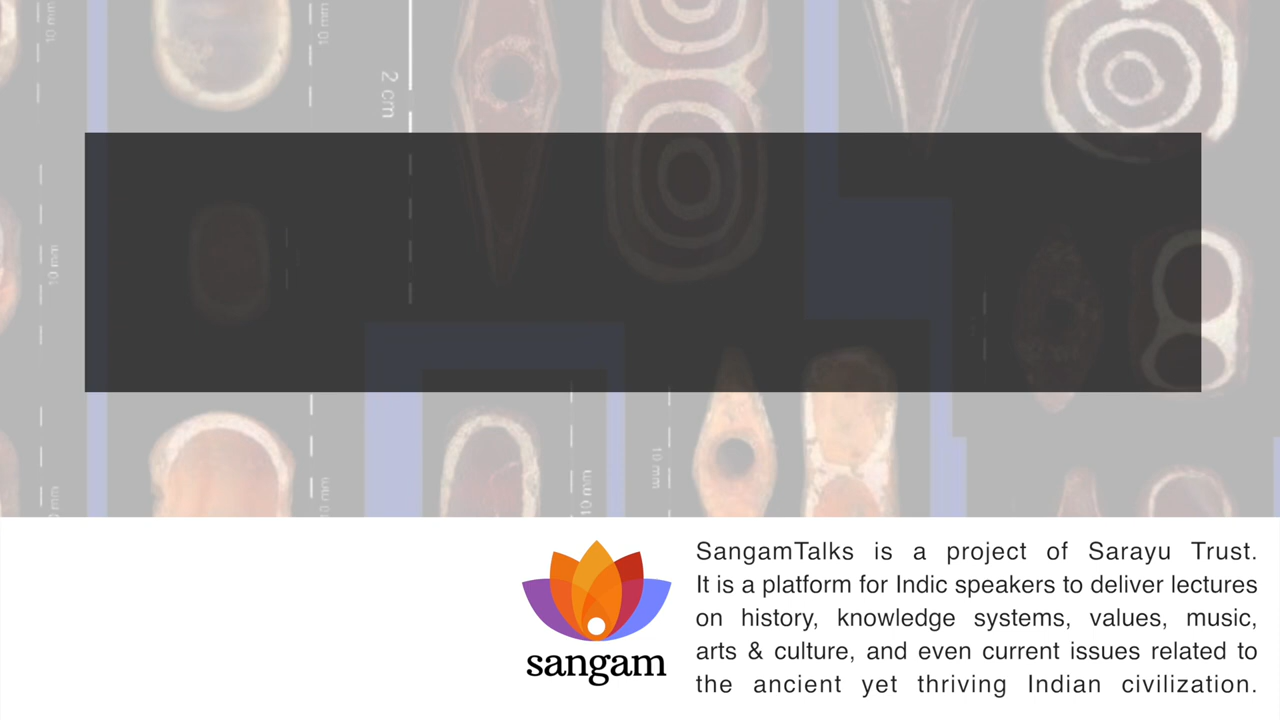 10 mm
10 mm
2 cm
10 mm
10 mm
10 mm
10 mm
sangam
SangamTalks is a project of Sarayu Trust.
It is a platform for Indic speakers to deliver lectures
on history, knowledge systems, values, music,
arts & culture, and even current issues related to
the ancient yet thriving Indian civilization.